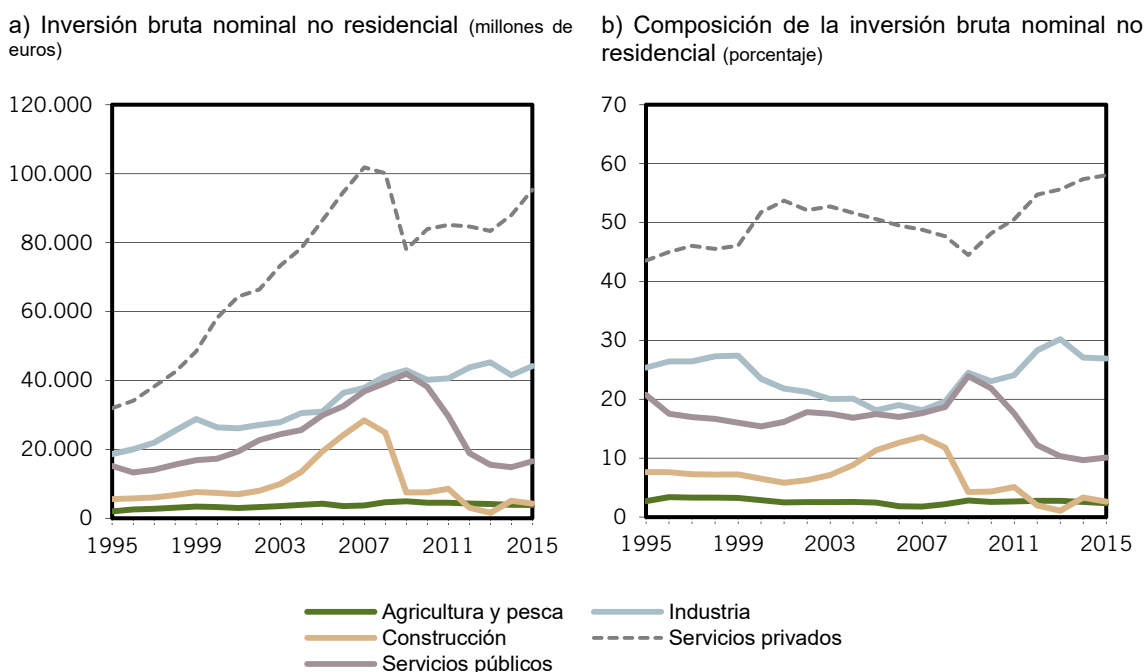 a) Inversión bruta nominal no residencial (millones de
euros)
b) Composición de la inversión bruta nominal no
residencial (porcentaje)
120.000
100.000
80.000
60.000
40.000
20.000
0
1995 1999 2003 2007 2011 2015
70
60
50
40
30
20
10
0
1995 1999 2003 2007 2011 2015
Agricultura y pesca
Industria
Construcción
Servicios privados
Servicios públicos